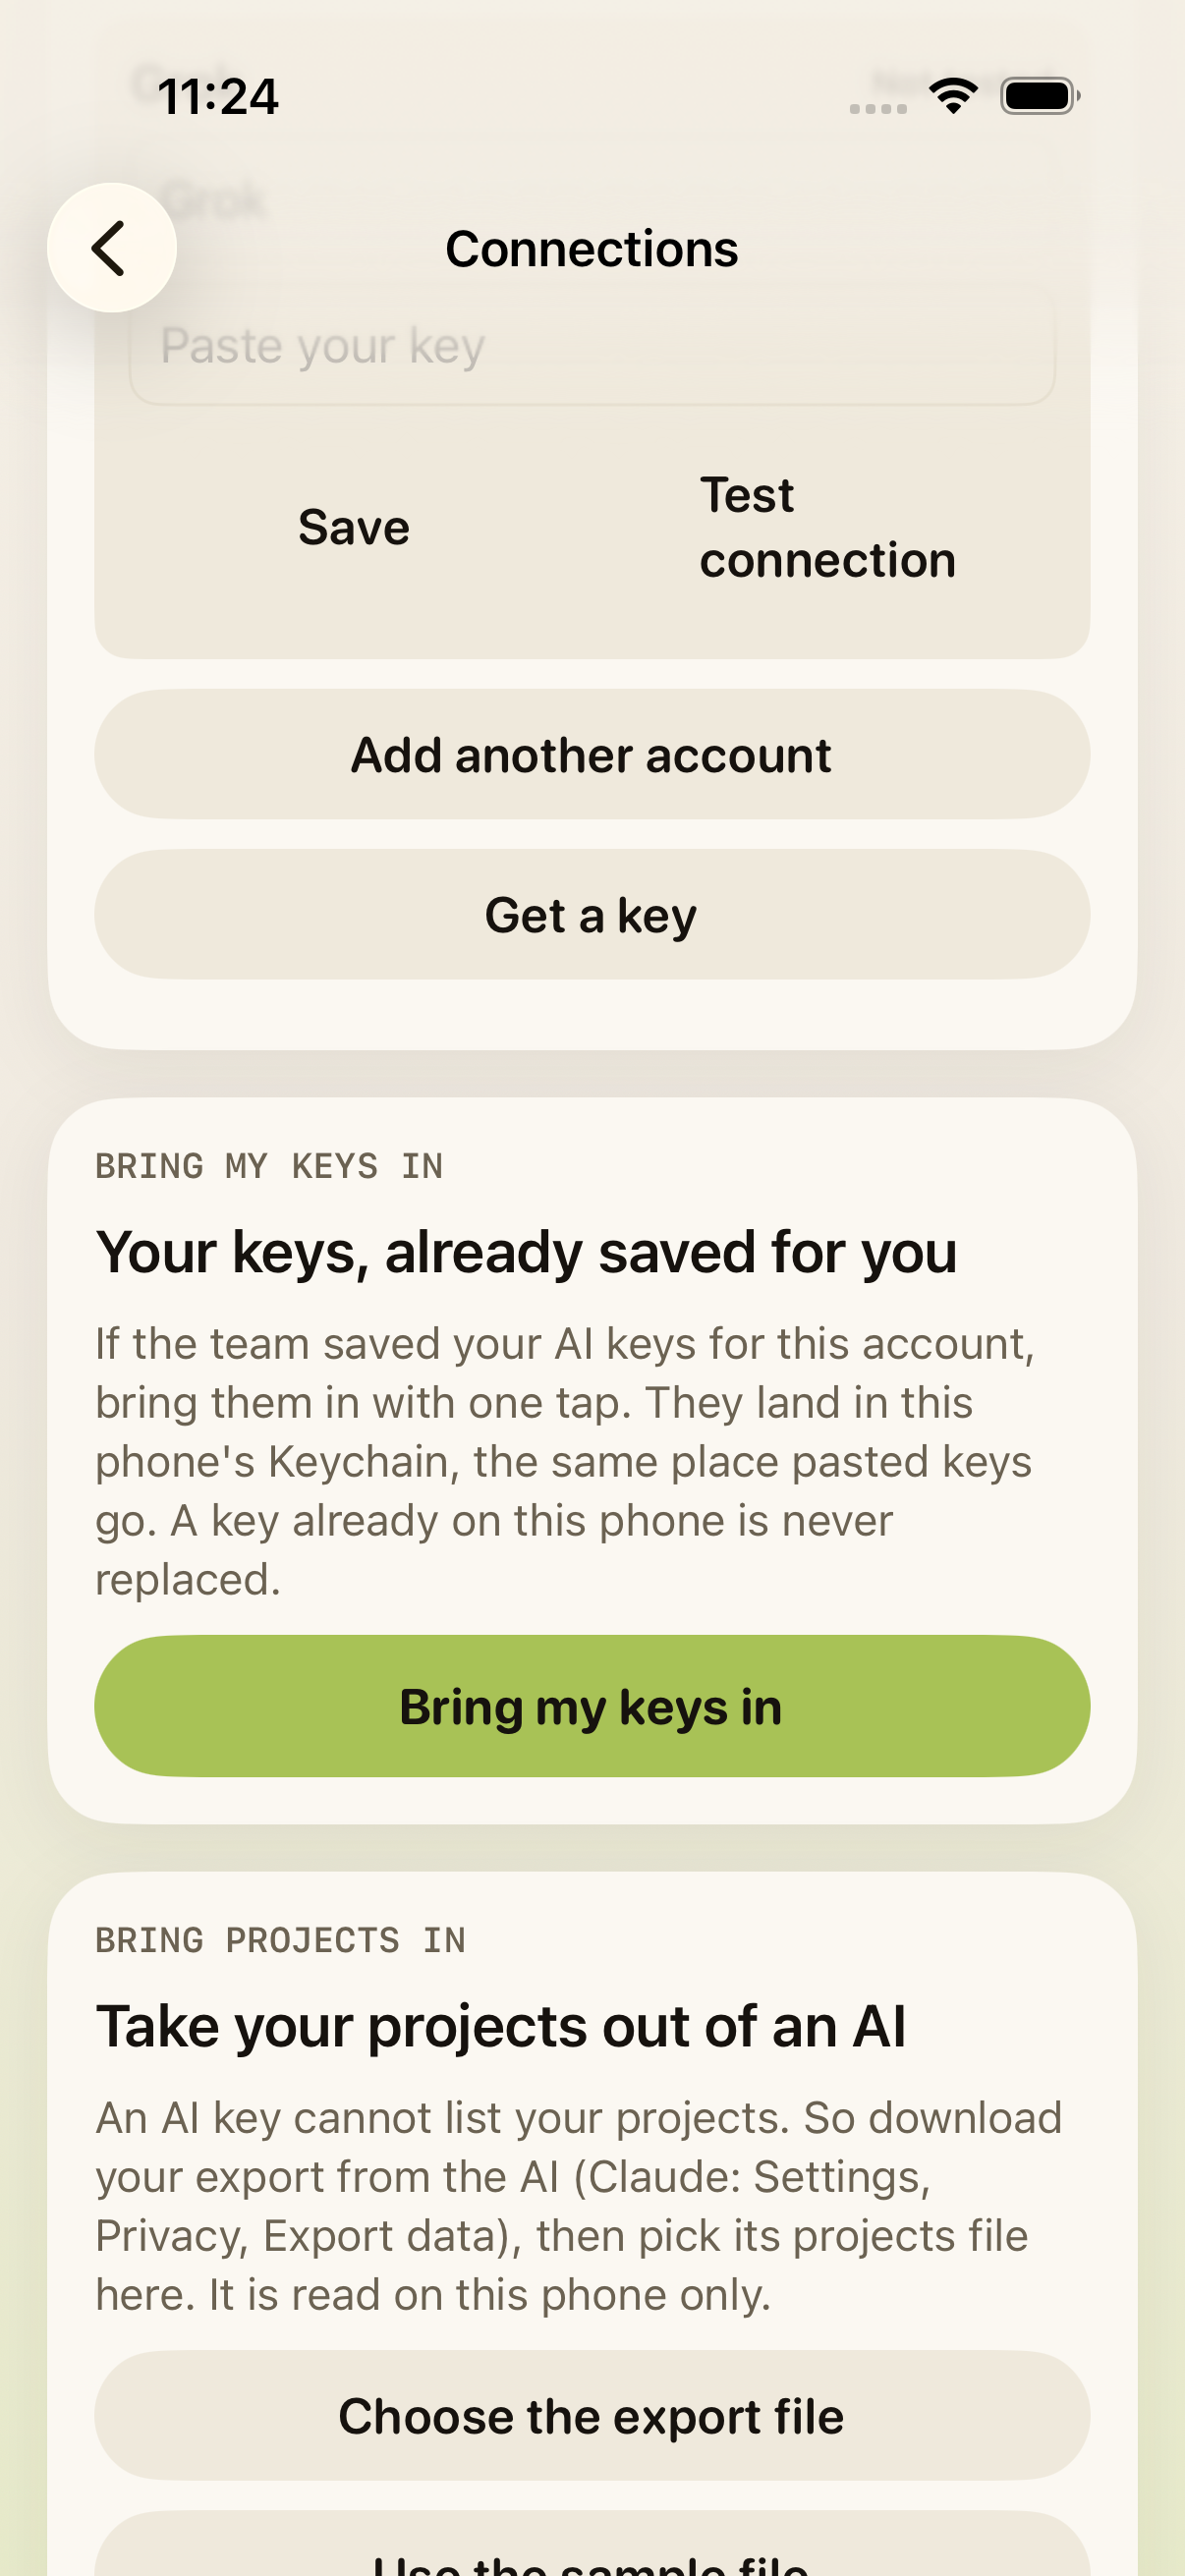 11:24
Grok
Connections
Paste your key
Save
Test
connection
Add another account
Get a key
BRING MY KEYS IN
Your keys, already saved for you
If the team saved your AI keys for this account,
bring them in with one tap. They land in this
phone's Keychain, the same place pasted keys
go. A key already on this phone is never
replaced.
Bring my keys in
BRING PROJECTS IN
Take your projects out of an AI
An AI key cannot list your projects. So download
your export from the AI (Claude: Settings,
Privacy, Export data), then pick its projects file
here. It is read on this phone only.
Choose the export file
Use the sample file